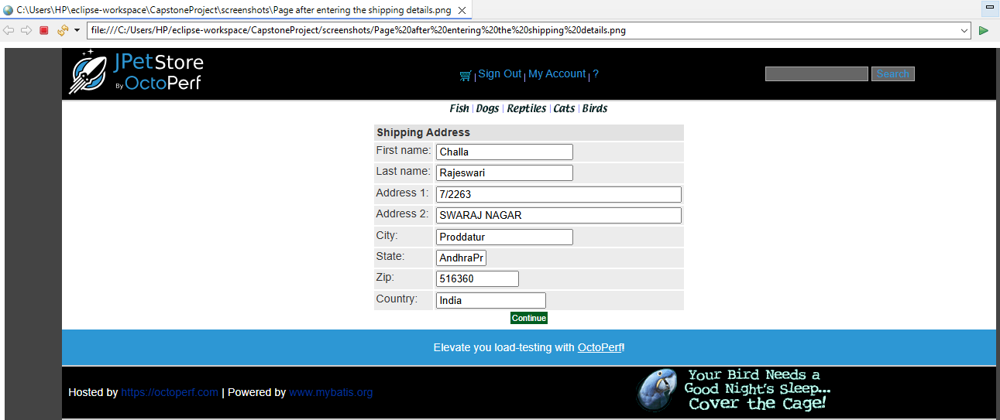 C:\Users\HP\eclipse-workspace\CapstoneProject\screenshots\Page after entering the shipping details.png
file:///C:/Users/HP/eclipse-workspace/CapstoneProject/screenshots/Page%20after%20entering%20the%20shipping%20details.png
JPetStore
By OctoPerf
| Sign Out | My Account | ?
Search
Fish | Dogs | Reptiles | Cats | Birds
Shipping Address
First name: Challa
Last name: Rajeswari
Address 1: 7/2263
Address 2: SWARAJ NAGAR
City: Proddatur
State: AndhraPr
Zip: 516360
Country: India
Continue
Elevate you load-testing with OctoPerf!
Hosted by https://octoperf.com | Powered by www.mybatis.org
Your Bird Needs a
Good Night's Sleep...
Cover the Cage!